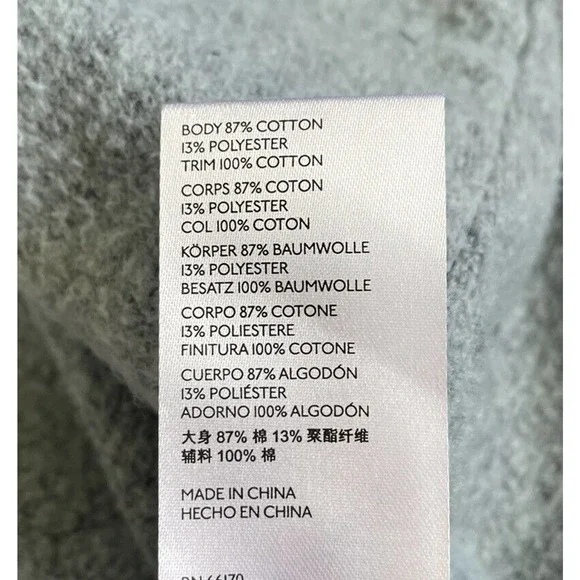 BODY 87% COTTON
13% POLYESTER
TRIM 100% COTTON
CORPS 87% COTON
13% POLYESTER
COL 100% COTON
KÖRPER 87% BAUMWOLLE
13% POLYESTER
BESATZ 100% BAUMWOLLE
CORPO 87% COTONE
13% POLIESTERE
FINITURA 100% COTONE
CUERPO 87% ALGODÓN
13% POLIÉSTER
ADORNO 100% ALGODÓN
大身 87% 棉 13% 聚酯纤维
辅料 100% 棉
MADE IN CHINA
HECHO EN CHINA
RN 66170